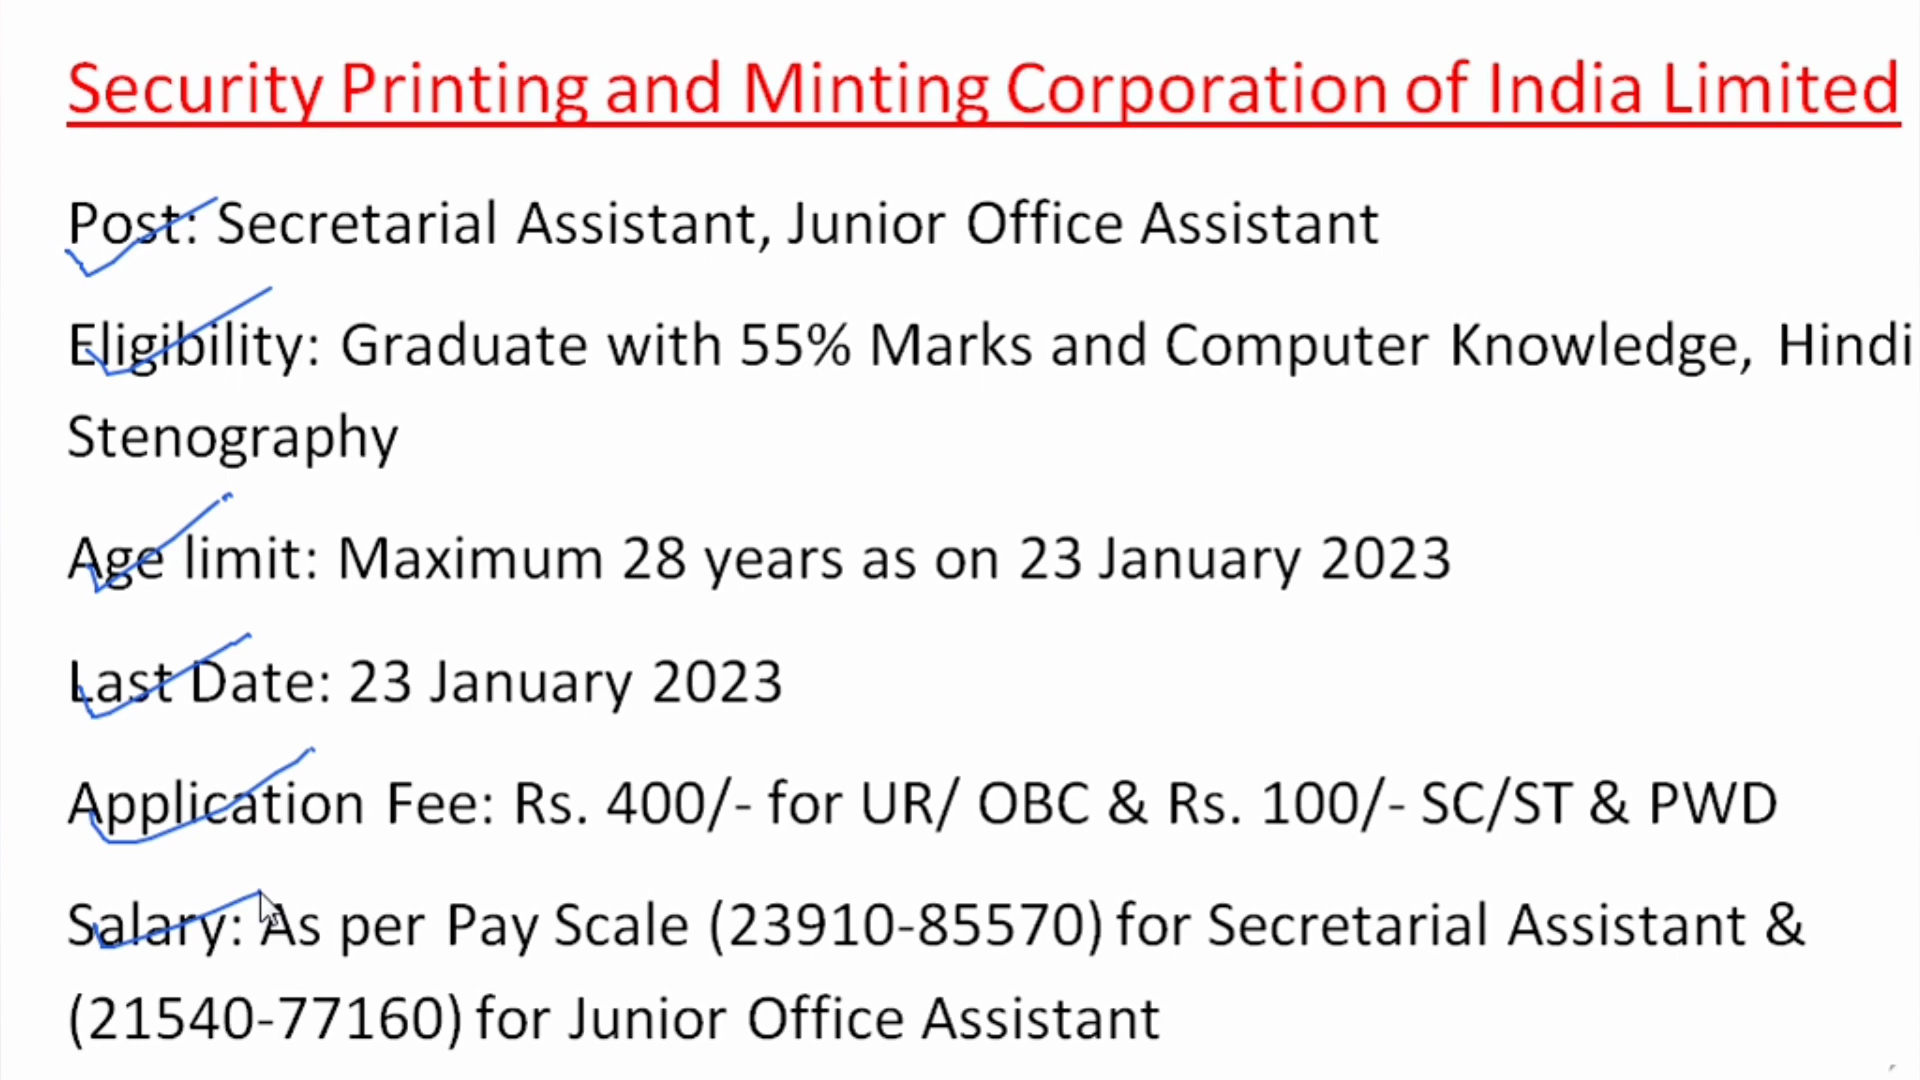 Security Printing and Minting Corporation of India Limited
Post: Secretarial Assistant, Junior Office Assistant
Eligibility: Graduate with 55% Marks and Computer Knowledge, Hindi
Stenography
Age limit: Maximum 28 years as on 23 January 2023
Last Date: 23 January 2023
Application Fee: Rs. 400/- for UR/ OBC & Rs. 100/- SC/ST & PWD
Salary: As per Pay Scale (23910-85570) for Secretarial Assistant &
(21540-77160) for Junior Office Assistant